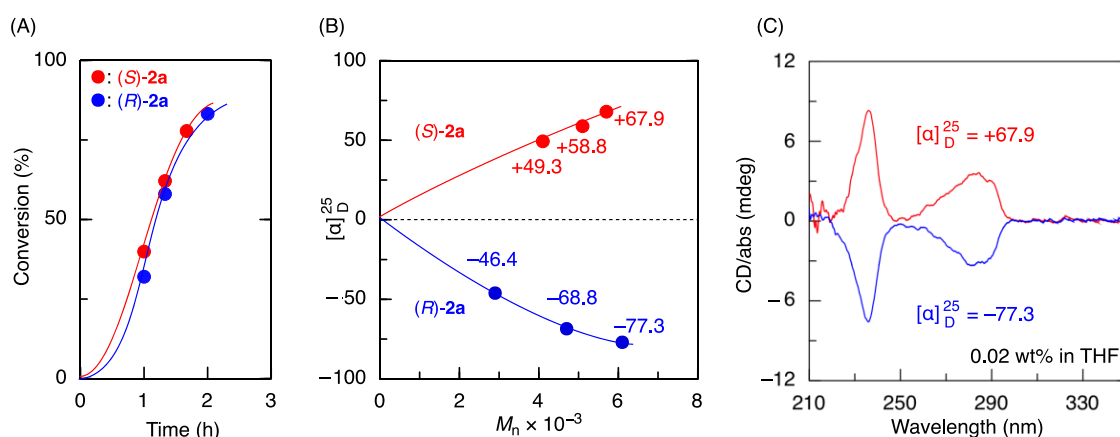 (A)
Conversion (%)
100
50
0
0
1
2
3
Time (h)
: (S)-2a
: (R)-2a
(B)
[α]D25
100
50
0
−50
−100
0
2
4
6
8
Mn × 10−3
(S)-2a
+49.3
+58.8
+67.9
(R)-2a
−46.4
−68.8
−77.3
(C)
CD/abs (mdeg)
12
6
0
−6
−12
210
250
290
330
Wavelength (nm)
[α]D25 = +67.9
[α]D25 = −77.3
0.02 wt% in THF